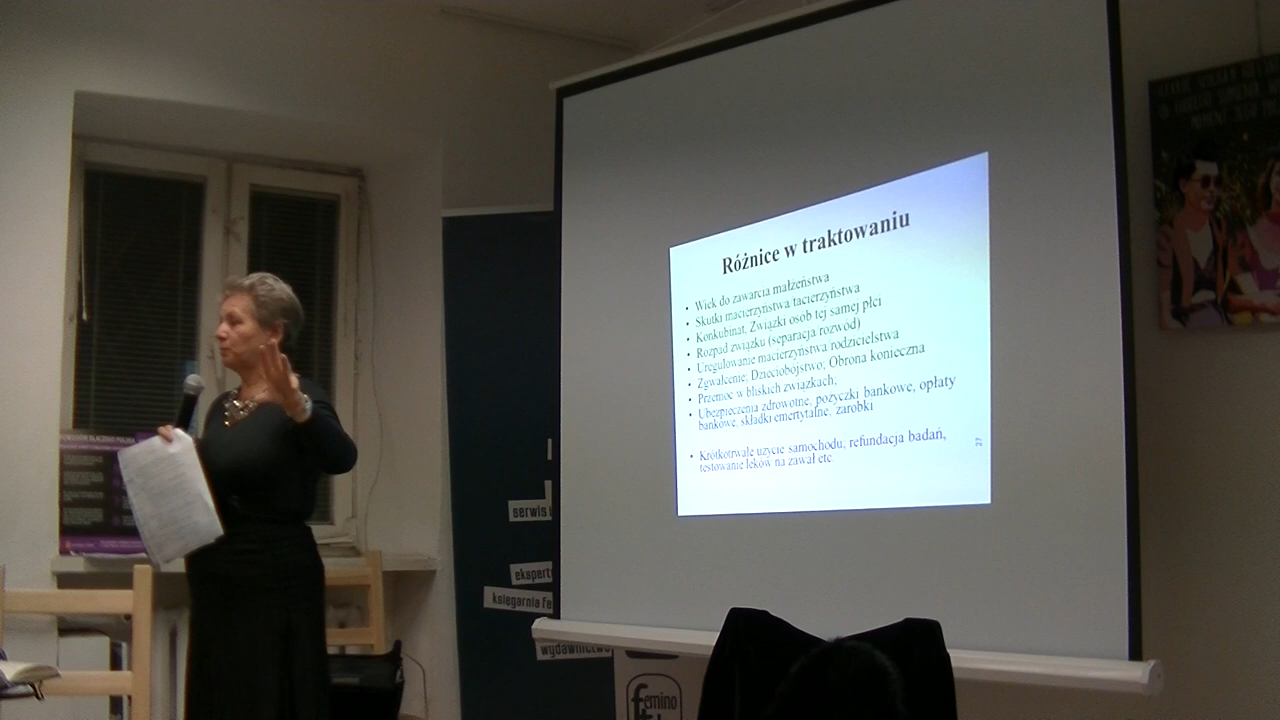 Różnice w traktowaniu
• Wiek do zawarcia małżeństwa
• Skutki macierzyństwa tacierzyństwa
• Konkubinat, Związki osób tej samej płci
• Rozpad związku (separacja rozwód)
• Uregulowanie macierzyństwa rodzicielstwa
• Zgwałcenie; Dzieciobójstwo; Obrona konieczna
• Przemoc w bliskich związkach;
• Ubezpieczenia zdrowotne, pożyczki bankowe, opłaty
bankowe, składki emerytalne, zarobki
• Krótkotrwałe użycie samochodu, refundacja badań,
testowanie leków na zawał etc
27
serwis i
ekspert
księgarnia fe
wydawnictwo
femino